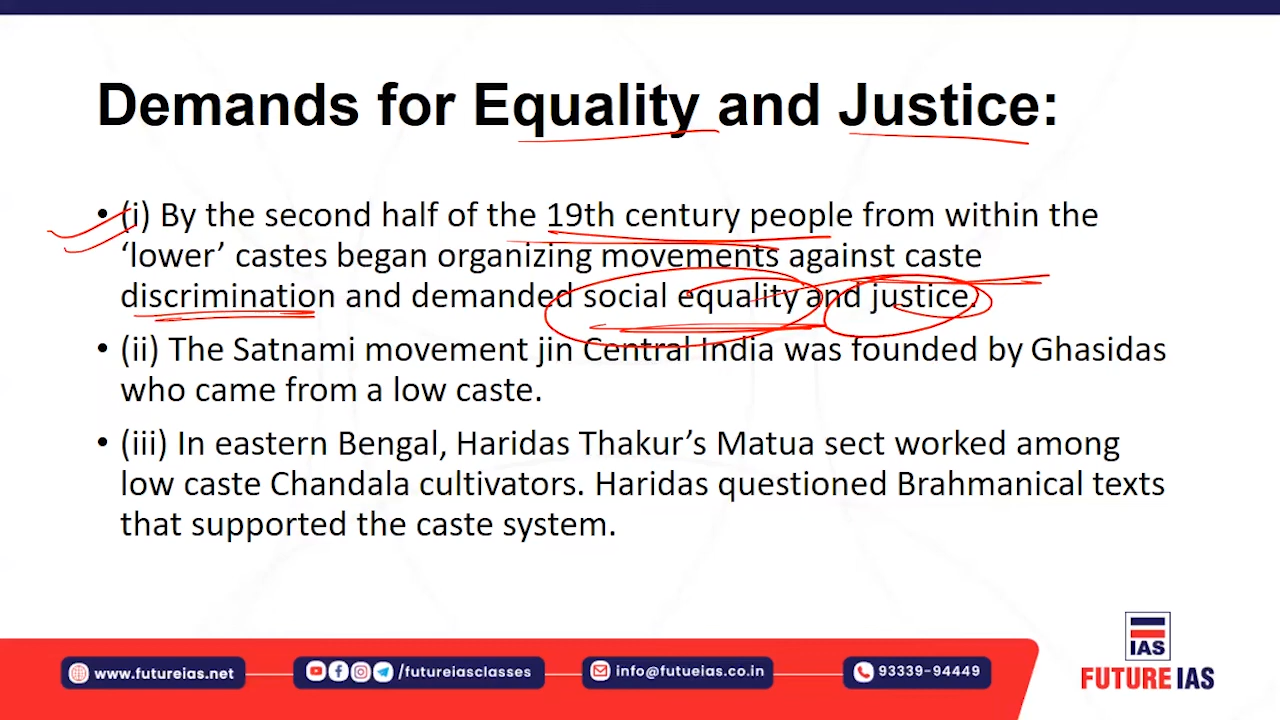 Demands for Equality and Justice:
• (i) By the second half of the 19th century people from within the
‘lower’ castes began organizing movements against caste
discrimination and demanded social equality and justice.
• (ii) The Satnami movement jin Central India was founded by Ghasidas
who came from a low caste.
• (iii) In eastern Bengal, Haridas Thakur’s Matua sect worked among
low caste Chandala cultivators. Haridas questioned Brahmanical texts
that supported the caste system.
www.futureias.net
/futureiasclasses
info@futueias.co.in
93339-94449
IAS
FUTURE IAS